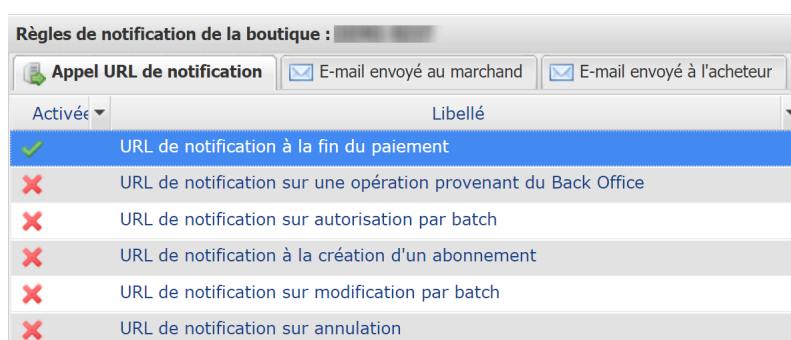 Règles de notification de la boutique :
Appel URL de notification E-mail envoyé au marchand E-mail envoyé à l'acheteur
Activée Libellé
URL de notification à la fin du paiement
URL de notification sur une opération provenant du Back Office
URL de notification sur autorisation par batch
URL de notification à la création d'un abonnement
URL de notification sur modification par batch
URL de notification sur annulation